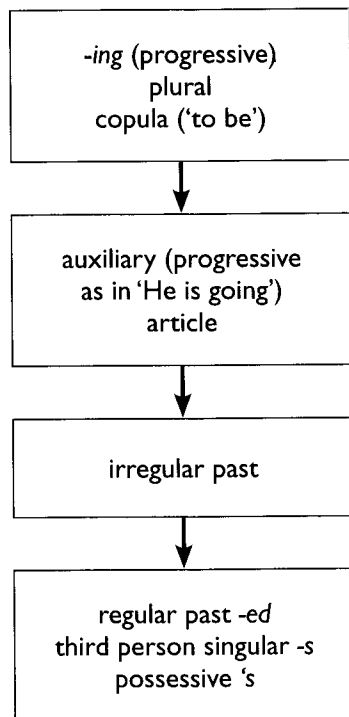 -ing (progressive)
plural
copula (‘to be’)
auxiliary (progressive
as in ‘He is going’)
article
irregular past
regular past -ed
third person singular -s
possessive ‘s